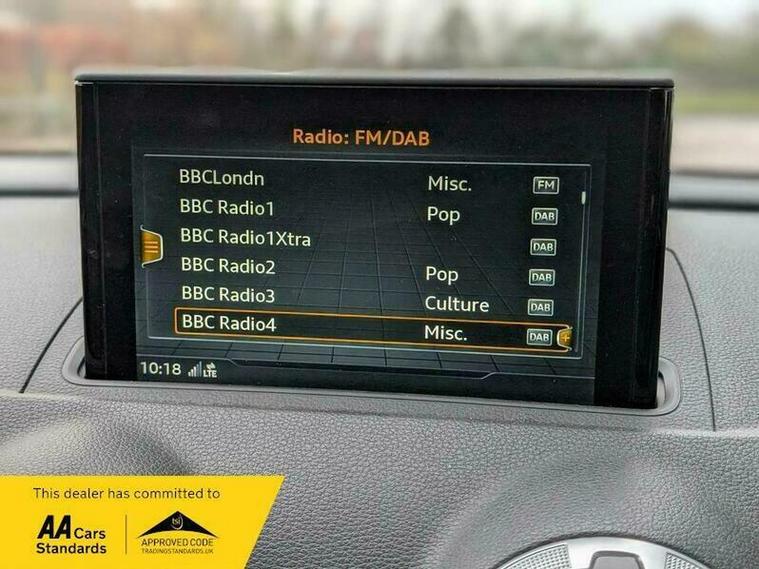 Radio: FM/DAB
BBCLondn Misc. FM
BBC Radio1 Pop DAB
BBC Radio1Xtra DAB
BBC Radio2 Pop DAB
BBC Radio3 Culture DAB
BBC Radio4 Misc. DAB +
10:18 LTE
This dealer has committed to
AA Cars
Standards
tsi
APPROVED CODE
TRADINGSTANDARDS.UK